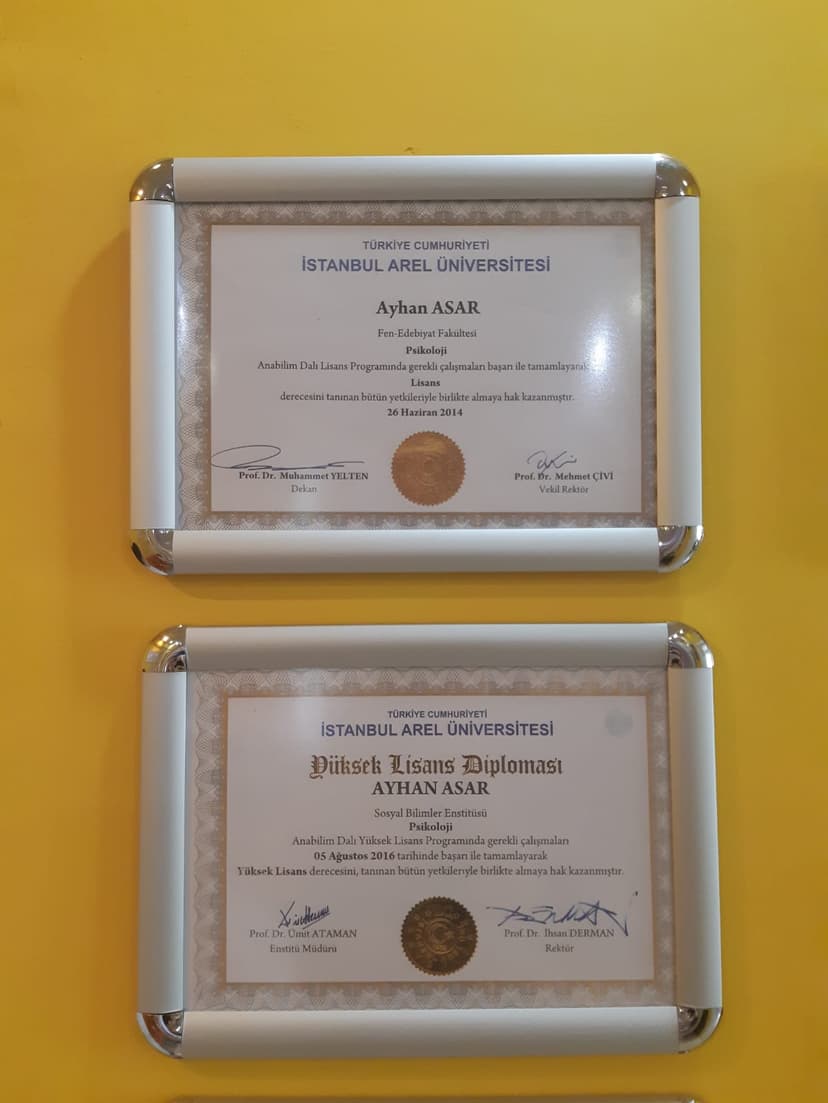 TÜRKİYE CUMHURİYETİ
İSTANBUL AREL ÜNİVERSİTESİ
Ayhan ASAR
Fen-Edebiyat Fakültesi
Psikoloji
Anabilim Dalı Lisans Programında gerekli çalışmaları başarı ile tamamlayarak
Lisans
derecesini tanınan bütün yetkileriyle birlikte almaya hak kazanmıştır.
26 Haziran 2014
Prof. Dr. Muhammet YELTEN
Dekan
Prof. Dr. Mehmet ÇİVİ
Vekil Rektör
TÜRKİYE CUMHURİYETİ
İSTANBUL AREL ÜNİVERSİTESİ
Yüksek Lisans Diploması
AYHAN ASAR
Sosyal Bilimler Enstitüsü
Psikoloji
Anabilim Dalı Yüksek Lisans Programında gerekli çalışmaları
05 Ağustos 2016 tarihinde başarı ile tamamlayarak
Yüksek Lisans derecesini, tanınan bütün yetkileriyle birlikte almaya hak kazanmıştır.
Prof. Dr. Ümit ATAMAN
Enstitü Müdürü
Prof. Dr. İhsan DERMAN
Rektör